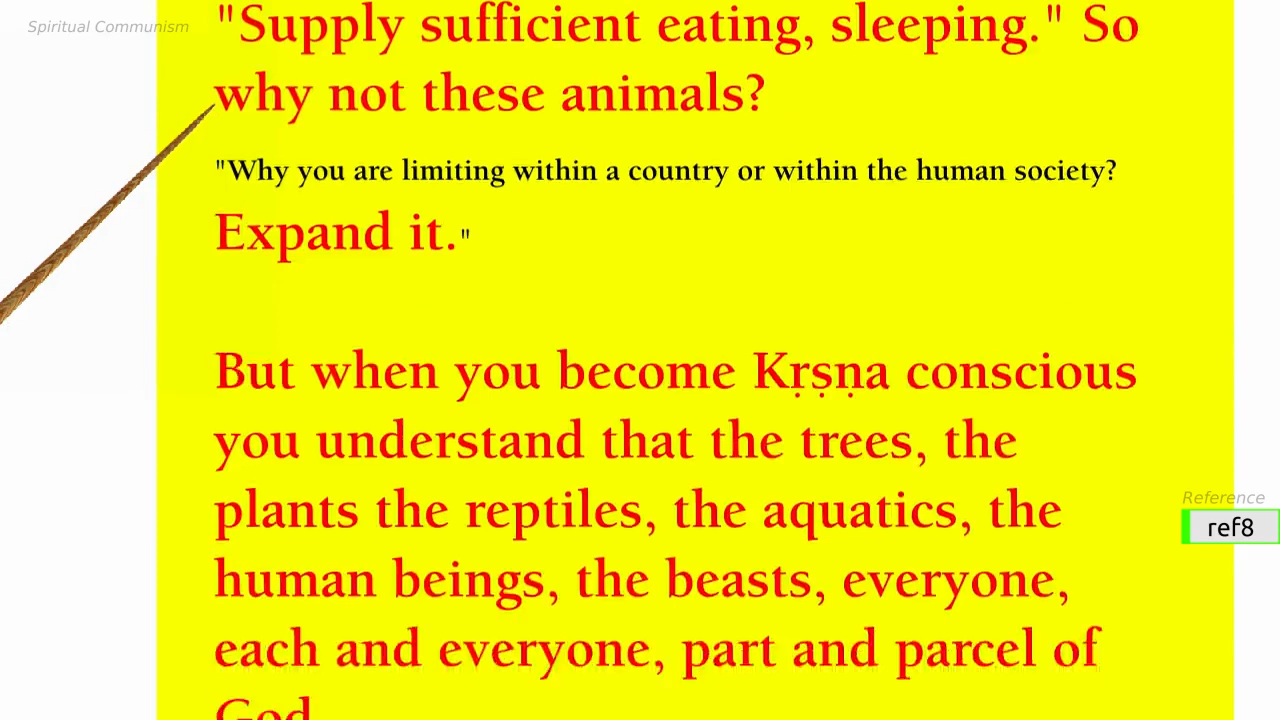 Spiritual Communism
"Supply sufficient eating, sleeping." So
why not these animals?
"Why you are limiting within a country or within the human society?
Expand it."
But when you become Kṛṣṇa conscious
you understand that the trees, the
plants the reptiles, the aquatics, the
human beings, the beasts, everyone,
each and everyone, part and parcel of
God
Reference
ref8